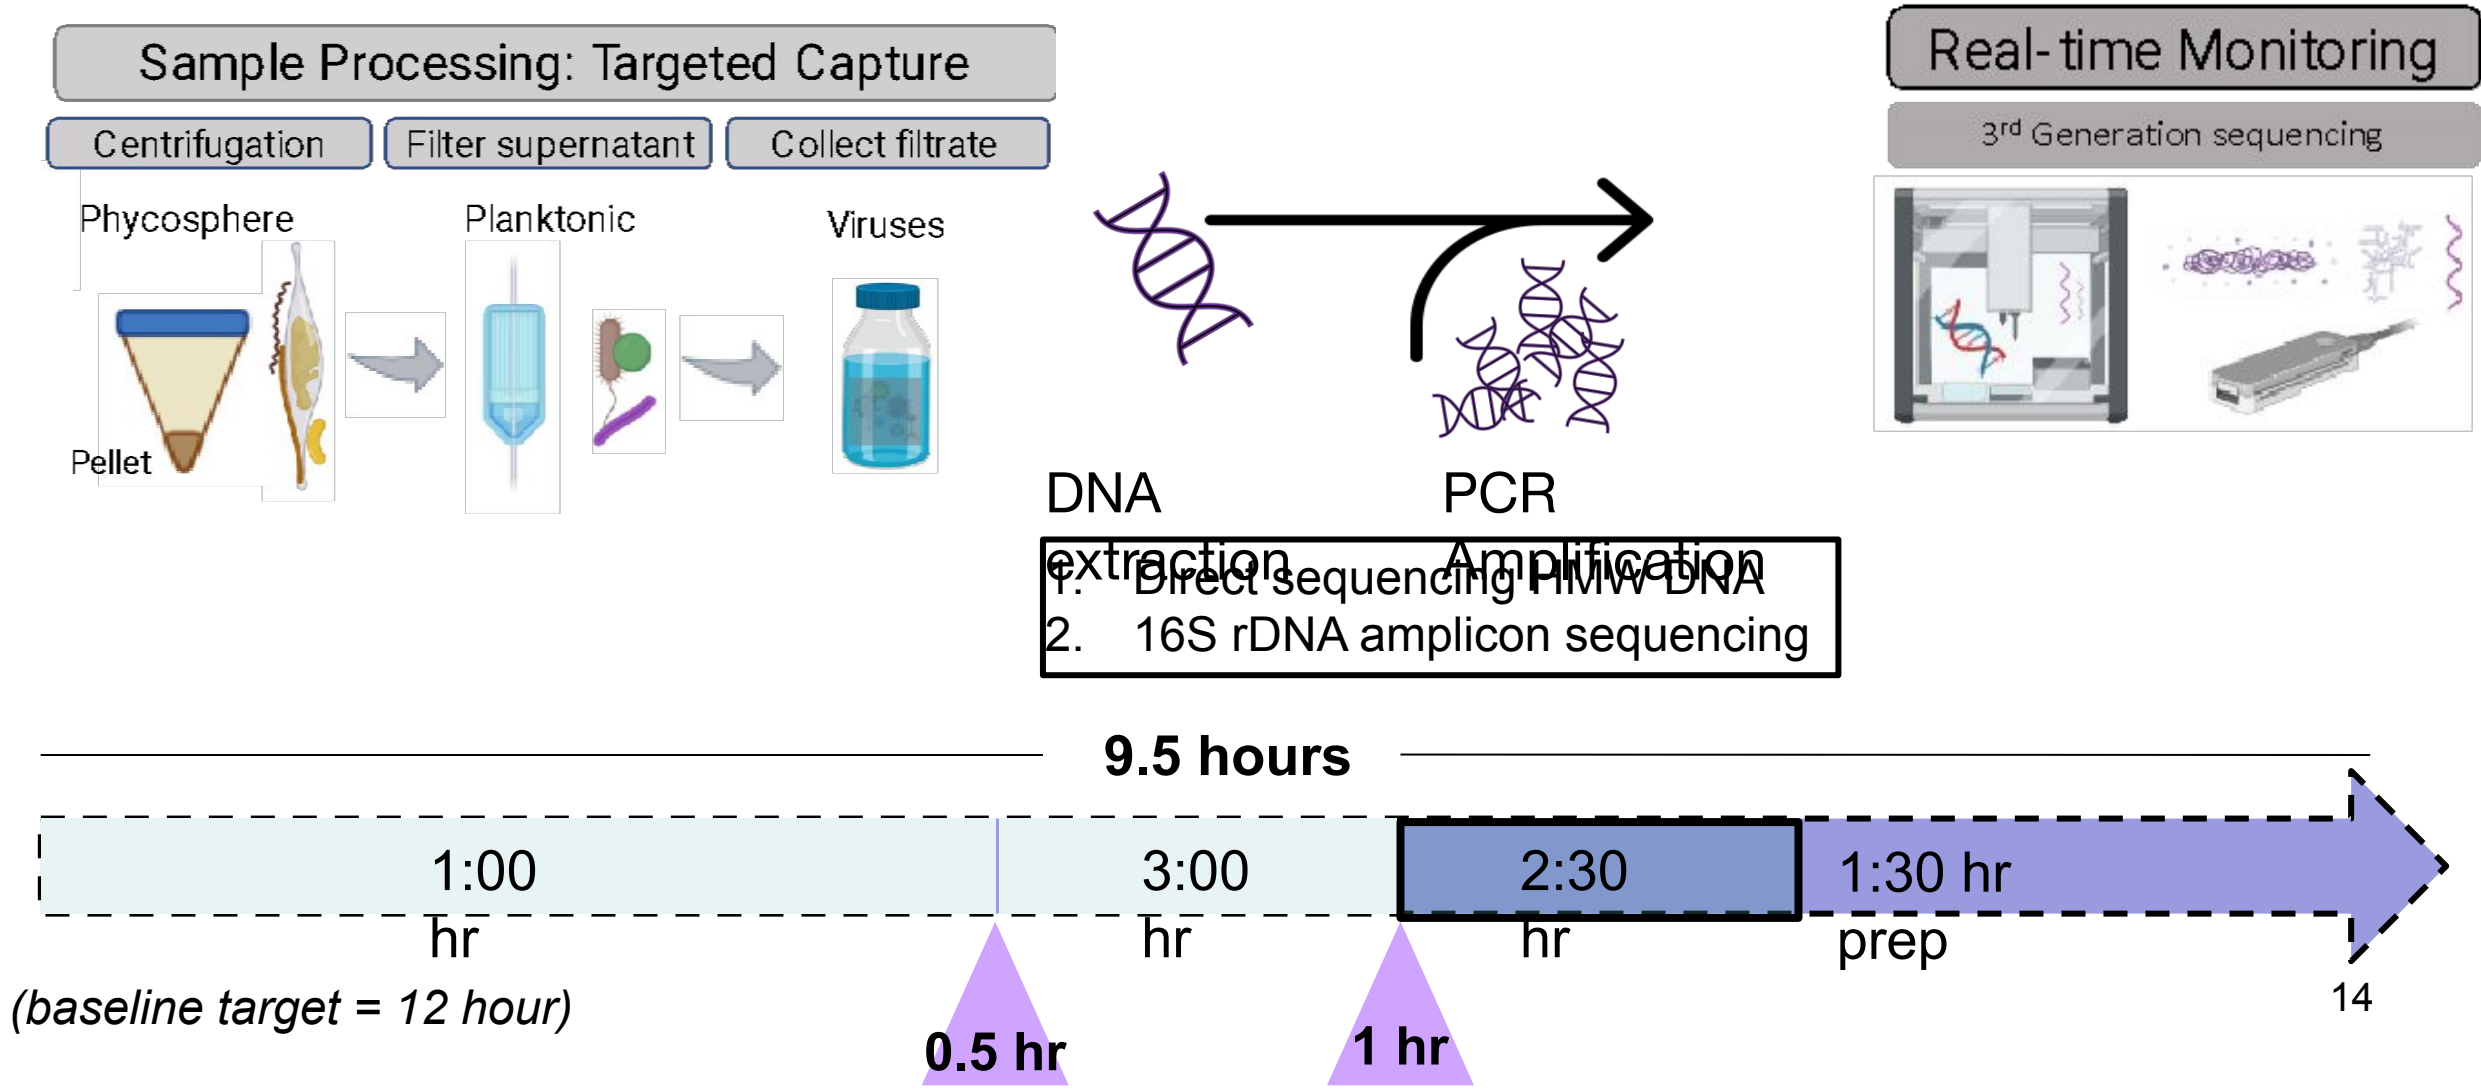 Sample Processing: Targeted Capture
Real-time Monitoring
Centrifugation
Filter supernatant
Collect filtrate
3rd Generation sequencing
Phycosphere
Planktonic
Viruses
Pellet
DNA
extraction
PCR
Amplification
1. Direct sequencing HMW DNA
2. 16S rDNA amplicon sequencing
9.5 hours
1:00
hr
3:00
hr
2:30
hr
1:30 hr
prep
(baseline target = 12 hour)
0.5 hr
1 hr
14